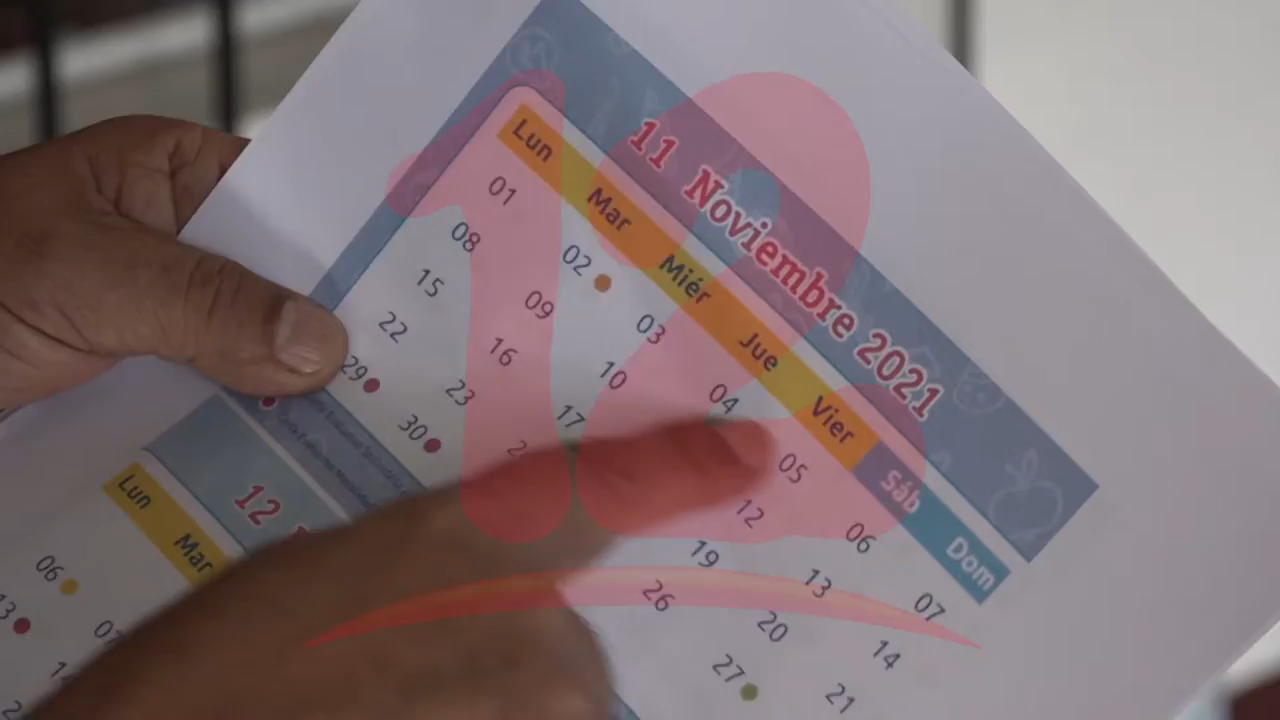 12
11 Noviembre 2021
Lun Mar Miér Jue Vier Sáb Dom
01 02 03 04 05 06 07
08 09 10 12 13 14
15 16 17 19 20 21
22 23 26 27
29 30
12
Lun Mar
06 07
13